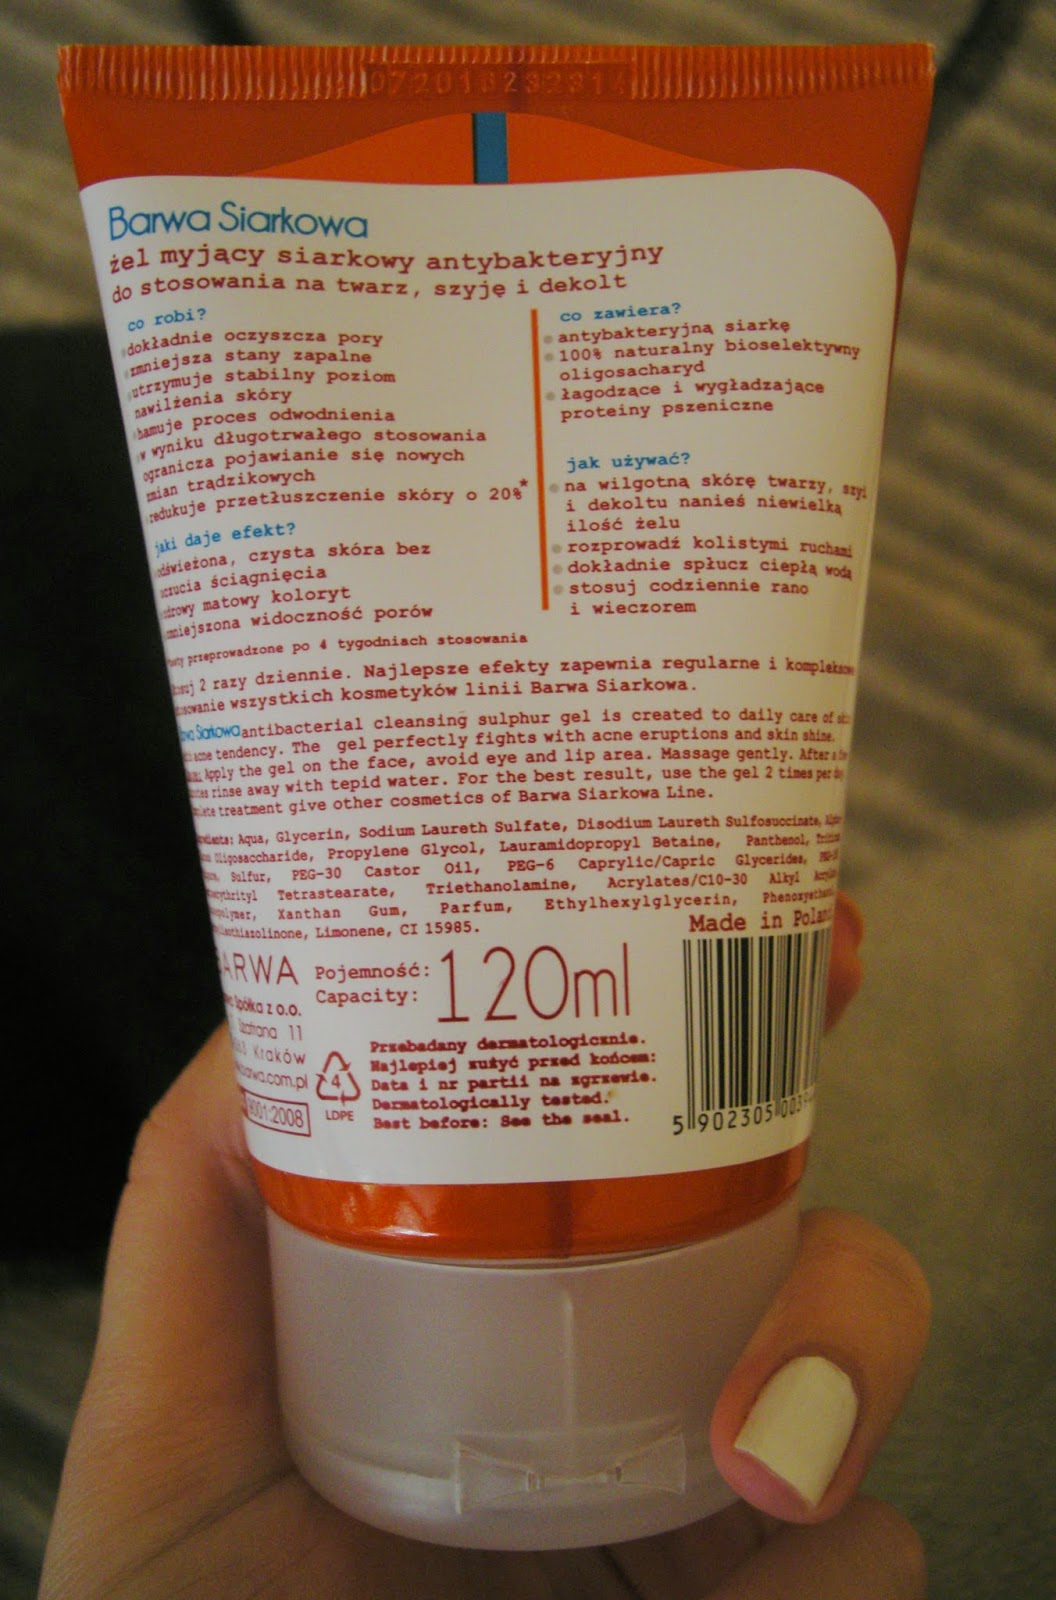 Barwa Siarkowa
żel myjący siarkowy antybakteryjny
do stosowania na twarz, szyję i dekolt
co robi?
dokładnie oczyszcza pory
zmniejsza stany zapalne
utrzymuje stabilny poziom
nawilżenia skóry
hamuje proces odwodnienia
w wyniku długotrwałego stosowania
ogranicza pojawianie się nowych
zmian trądzikowych
redukuje przetłuszczenie skóry o 20%*
jaki daje efekt?
odświeżona, czysta skóra bez
uczucia ściągnięcia
zdrowy matowy koloryt
zmniejszona widoczność porów
co zawiera?
antybakteryjną siarkę
100% naturalny bioselektywny
oligosacharyd
łagodzące i wygładzające
proteiny pszeniczne
jak używać?
na wilgotną skórę twarzy, szyi
i dekoltu nanieś niewielką
ilość żelu
rozprowadź kolistymi ruchami
dokładnie spłucz ciepłą wodą
stosuj codziennie rano
i wieczorem
przeprowadzone po 4 tygodniach stosowania
2 razy dziennie. Najlepsze efekty zapewnia regularne i
wszystkich kosmetyków linii Barwa Siarkowa.
Siarkowa antibacterial cleansing sulphur gel is created to daily care of
acne tendency. The gel perfectly fights with acne eruptions and skin shine.
Apply the gel on the face, avoid eye and lip area. Massage gently. After a
rinse away with tepid water. For the best result, use the gel 2 times per day
treatment give other cosmetics of Barwa Siarkowa Line.
Aqua, Glycerin, Sodium Laureth Sulfate, Disodium Laureth Sulfosuccinate,
Oligosaccharide, Propylene Glycol, Lauramidopropyl Betaine, Panthenol,
Sulfur, PEG-30 Castor Oil, PEG-6 Caprylic/Capric Glycerides,
Tetrastearate, Triethanolamine, Acrylates/C10-30 Alkyl
Xanthan Gum, Parfum, Ethylhexylglycerin,
Limonene, CI 15985.
Made in
BARWA
Spółka z o.o.
11
Kraków
Pojemność:
Capacity:
120ml
4
LDPE
9001:2008
Przebadany dermatologicznie.
Najlepiej zużyć przed końcem:
Data i nr partii na zgrzewie.
Dermatologically tested.
Best before: See the seal.
5 902305 003